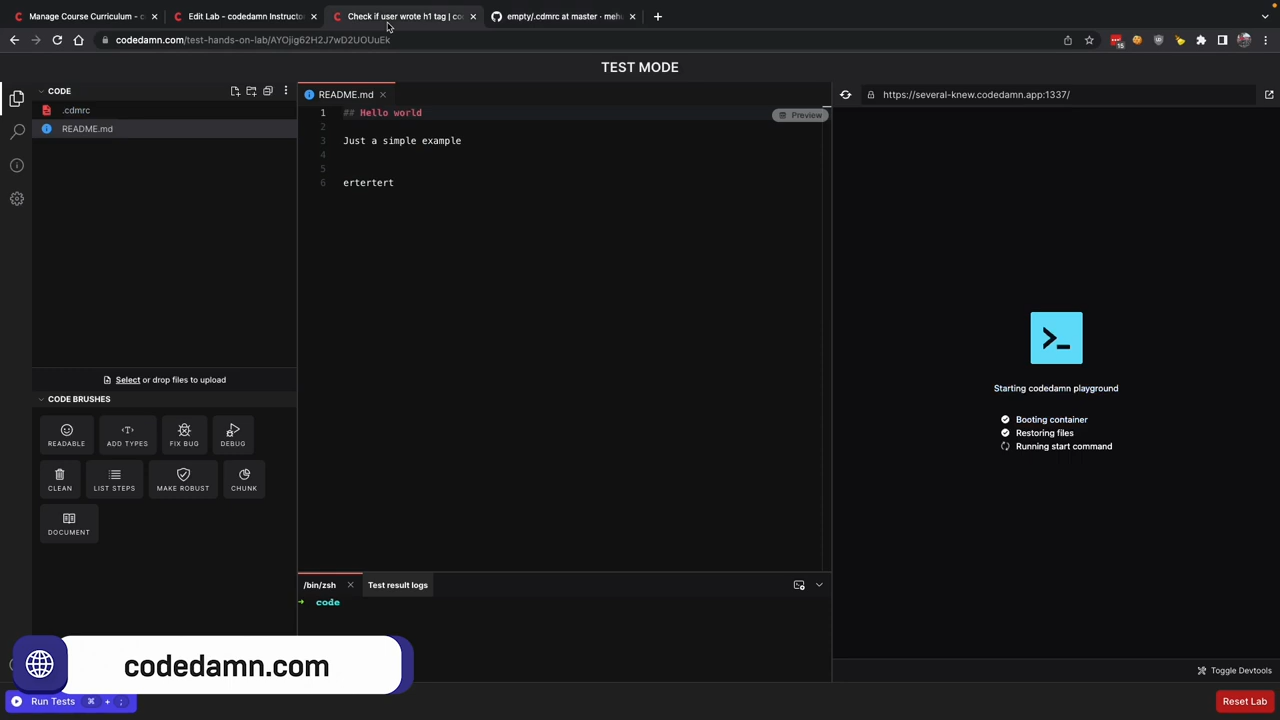 Manage Course Curriculum - c
Edit Lab - codedamn Instructor
Check if user wrote h1 tag | co
empty/.cdmrc at master · meh
codedamn.com/test-hands-on-lab/AYOjig62H2J7wD2UOUuEk
15
TEST MODE
CODE
.cdmrc
README.md
Select or drop files to upload
CODE BRUSHES
READABLE
ADD TYPES
FIX BUG
DEBUG
CLEAN
LIST STEPS
MAKE ROBUST
CHUNK
DOCUMENT
README.md
1 ## Hello world
2
3 Just a simple example
4
5
6 ertertert
Preview
/bin/zsh
Test result logs
code
https://several-knew.codedamn.app:1337/
Starting codedamn playground
Booting container
Restoring files
Running start command
Toggle Devtools
codedamn.com
Run Tests ⌘ + ;
Reset Lab